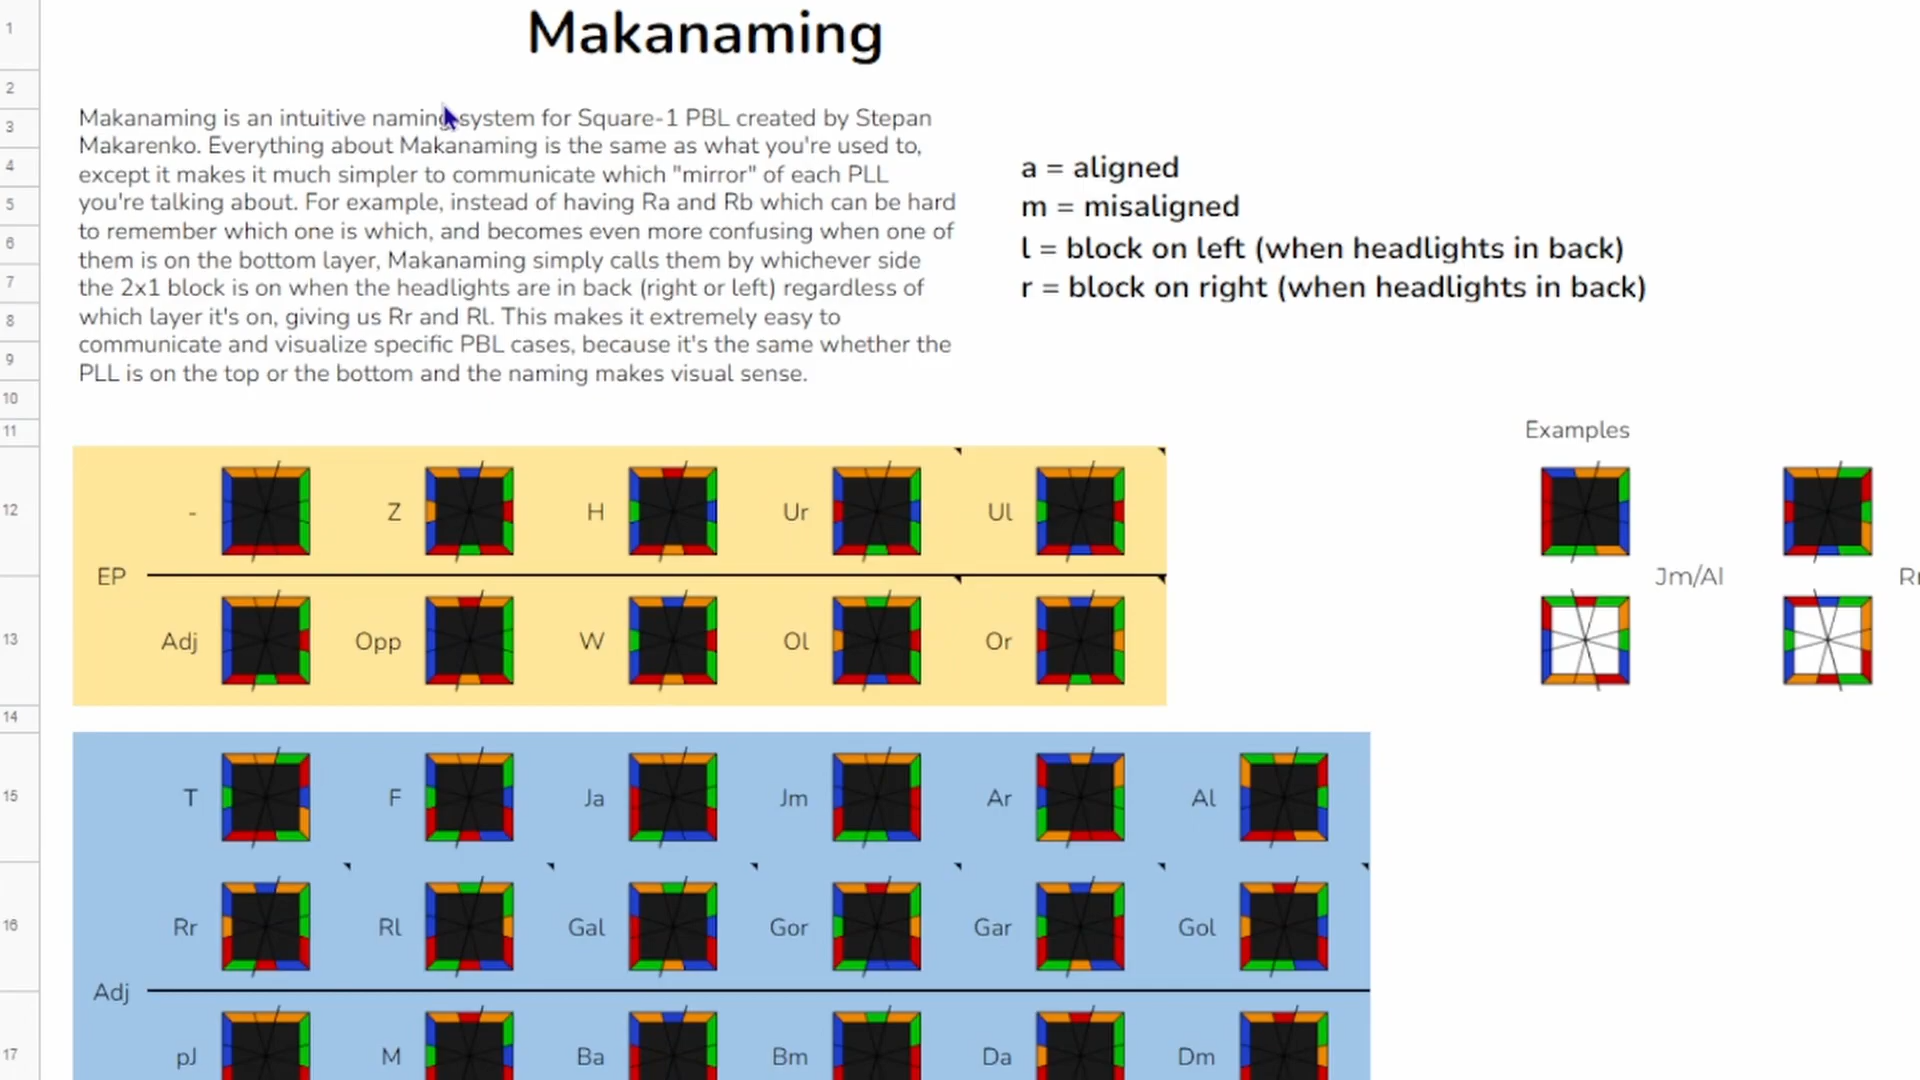 1
Makanaming
2
Makanaming is an intuitive naming system for Square-1 PBL created by Stepan
3
Makarenko. Everything about Makanaming is the same as what you're used to,
except it makes it much simpler to communicate which "mirror" of each PLL
4
a = aligned
you're talking about. For example, instead of having Ra and Rb which can be hard
5
m = misaligned
to remember which one is which, and becomes even more confusing when one of
6
l = block on left (when headlights in back)
them is on the bottom layer, Makanaming simply calls them by whichever side
7
the 2x1 block is on when the headlights are in back (right or left) regardless of
r = block on right (when headlights in back)
8
which layer it's on, giving us Rr and Rl. This makes it extremely easy to
communicate and visualize specific PBL cases, because it's the same whether the
9
PLL is on the top or the bottom and the naming makes visual sense.
10
11
Examples
12
- Z H Ur Ul
EP
Jm/Al
13
Adj Opp W Ol Or
14
15
T F Ja Jm Ar Al
16
Rr Rl Gal Gor Gar Gol
Adj
17
pJ M Ba Bm Da Dm